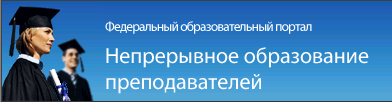 Федеральный образовательный портал
Непрерывное образование
преподавателей